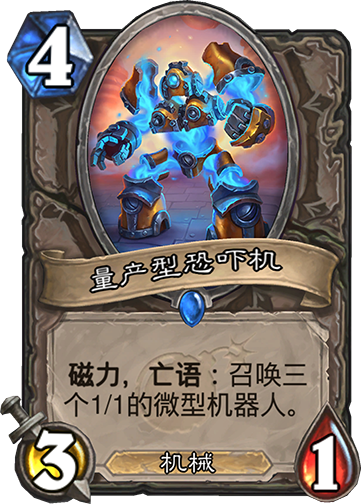 4
量产型恐吓机
磁力，亡语：召唤三
个1/1的微型机器人。
3
机械
1